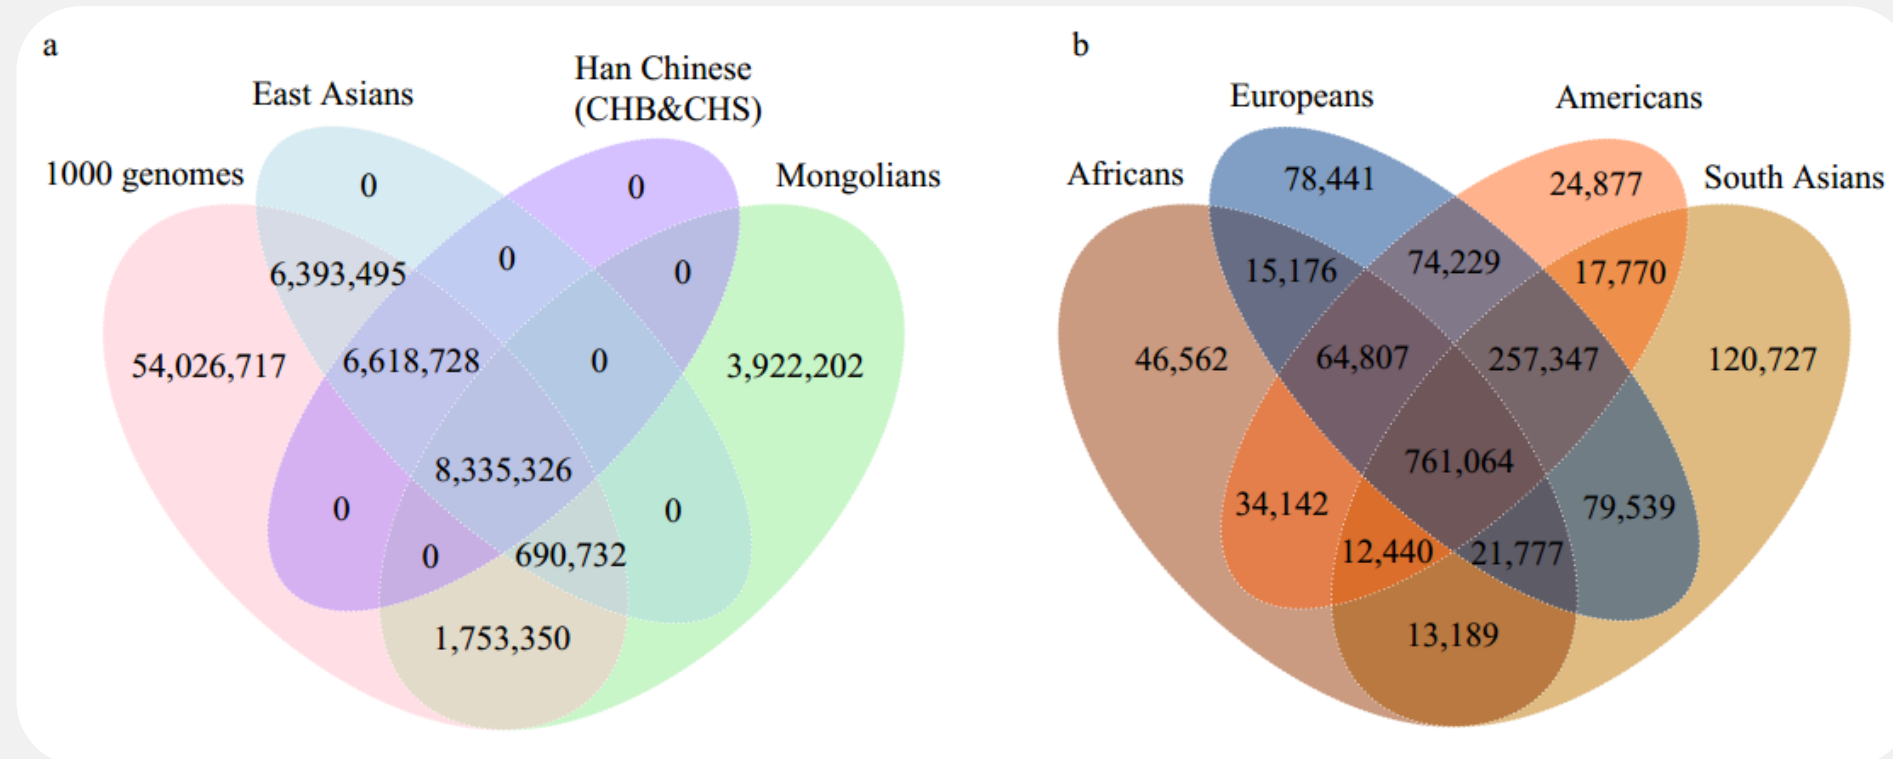 a
East Asians
Han Chinese
(CHB&CHS)
1000 genomes
Mongolians
0
0
6,393,495
0
0
54,026,717
6,618,728
0
3,922,202
8,335,326
0
0
0
690,732
1,753,350
b
Europeans
Americans
Africans
South Asians
78,441
24,877
15,176
74,229
17,770
46,562
64,807
257,347
120,727
761,064
34,142
79,539
12,440
21,777
13,189